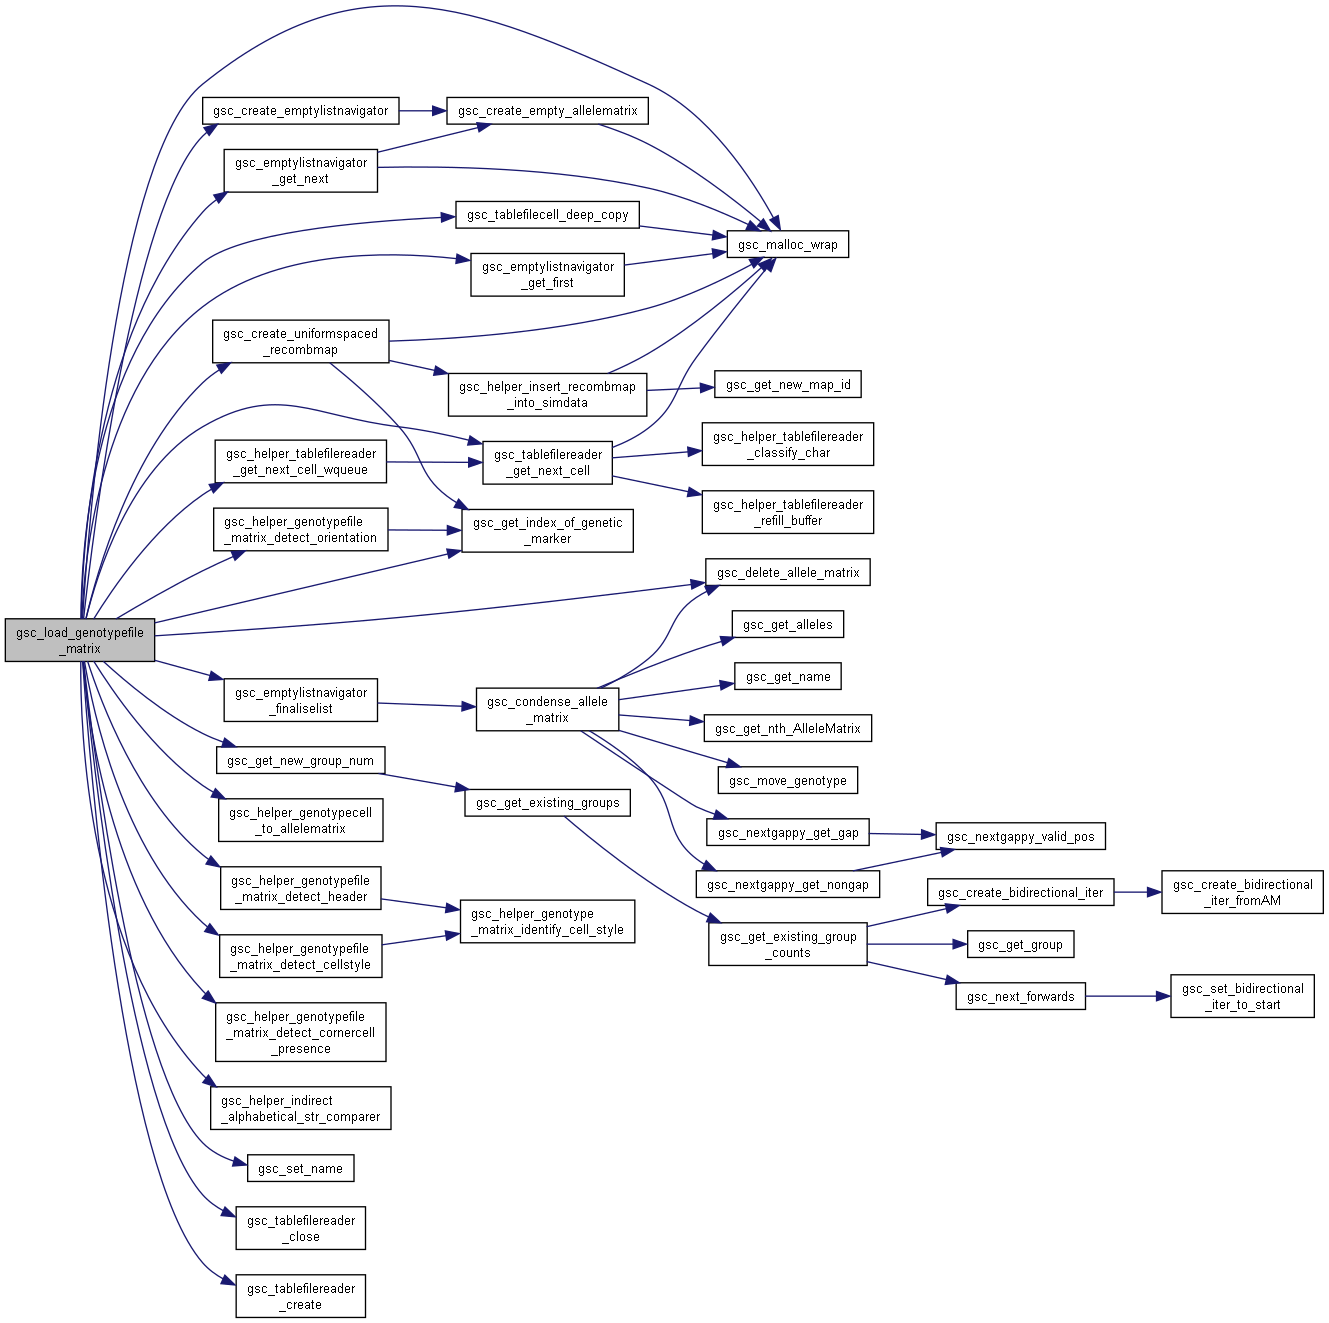 gsc_load_genotypefile
_matrix
gsc_create_emptylistnavigator
gsc_emptylistnavigator
_get_next
gsc_create_uniformspaced
_recombmap
gsc_helper_tablefilereader
_get_next_cell_wqueue
gsc_helper_genotypefile
_matrix_detect_orientation
gsc_emptylistnavigator
_finaliselist
gsc_get_new_group_num
gsc_helper_genotypecell
_to_allelematrix
gsc_helper_genotypefile
_matrix_detect_header
gsc_helper_genotypefile
_matrix_detect_cellstyle
gsc_helper_genotypefile
_matrix_detect_cornercell
_presence
gsc_helper_indirect
_alphabetical_str_comparer
gsc_set_name
gsc_tablefilereader
_close
gsc_tablefilereader
_create
gsc_create_empty_allelematrix
gsc_tablefilecell_deep_copy
gsc_emptylistnavigator
_get_first
gsc_helper_insert_recombmap
_into_simdata
gsc_tablefilereader
_get_next_cell
gsc_get_index_of_genetic
_marker
gsc_condense_allele
_matrix
gsc_get_existing_groups
gsc_helper_genotype
_matrix_identify_cell_style
gsc_malloc_wrap
gsc_get_new_map_id
gsc_helper_tablefilereader
_classify_char
gsc_helper_tablefilereader
_refill_buffer
gsc_delete_allele_matrix
gsc_get_alleles
gsc_get_name
gsc_get_nth_AlleleMatrix
gsc_move_genotype
gsc_nextgappy_get_gap
gsc_nextgappy_get_nongap
gsc_get_existing_group
_counts
gsc_nextgappy_valid_pos
gsc_create_bidirectional_iter
gsc_get_group
gsc_next_forwards
gsc_create_bidirectional
_iter_fromAM
gsc_set_bidirectional
_iter_to_start